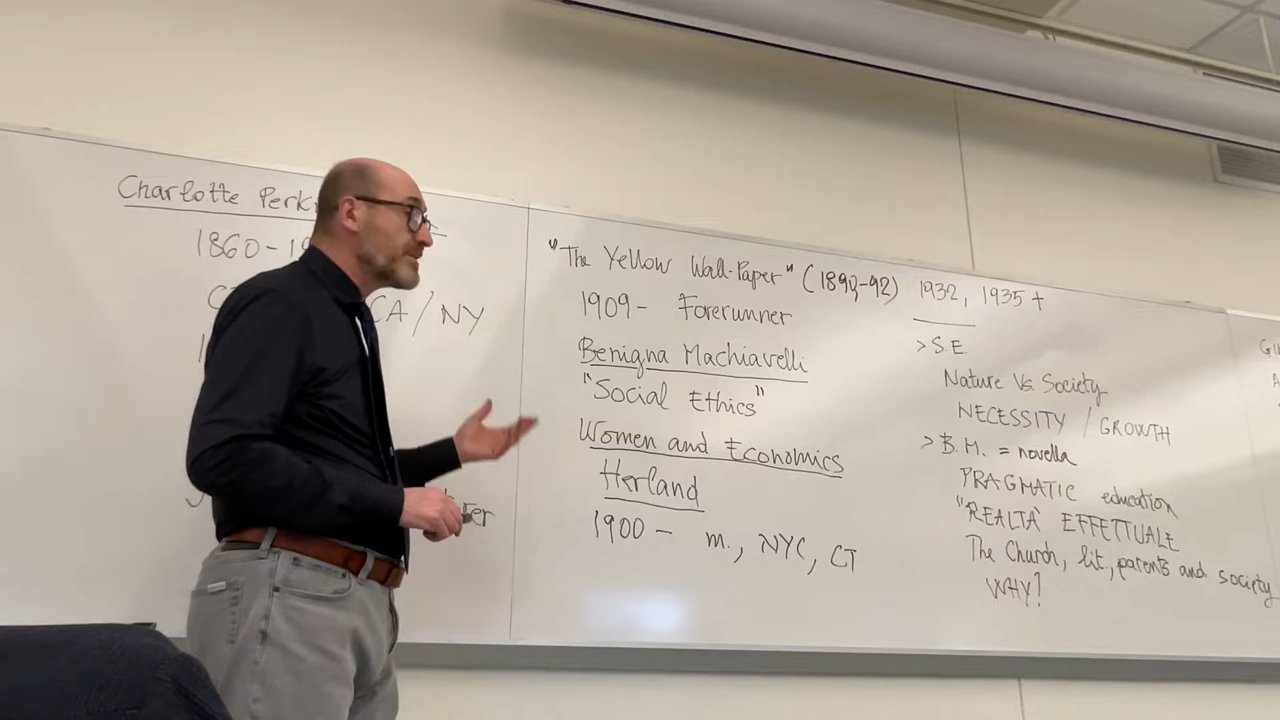 Charlotte Perk
1860-19
CA / NY
"The Yellow Wall-Paper" (1890-92) 1932, 1935 +
1909- Forerunner
Benigna Machiavelli
"Social Ethics"
Women and Economics
Herland
1900 - m., NYC, CT
> S.E.
Nature Vs. Society
NECESSITY / GROWTH
> B.M. = novella
PRAGMATIC education
"REALTA' EFFETTUALE
The Church, lit, parents and society
WHY?